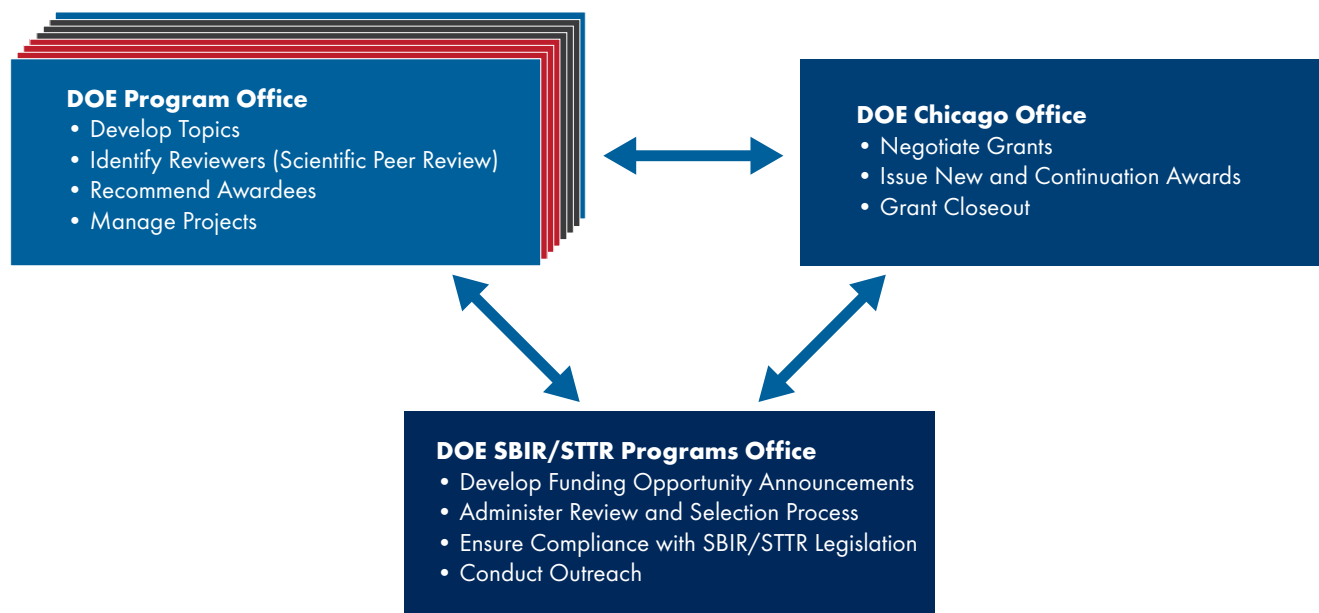 DOE Program Office
• Develop Topics
• Identify Reviewers (Scientific Peer Review)
• Recommend Awardees
• Manage Projects
DOE Chicago Office
• Negotiate Grants
• Issue New and Continuation Awards
• Grant Closeout
DOE SBIR/STTR Programs Office
• Develop Funding Opportunity Announcements
• Administer Review and Selection Process
• Ensure Compliance with SBIR/STTR Legislation
• Conduct Outreach